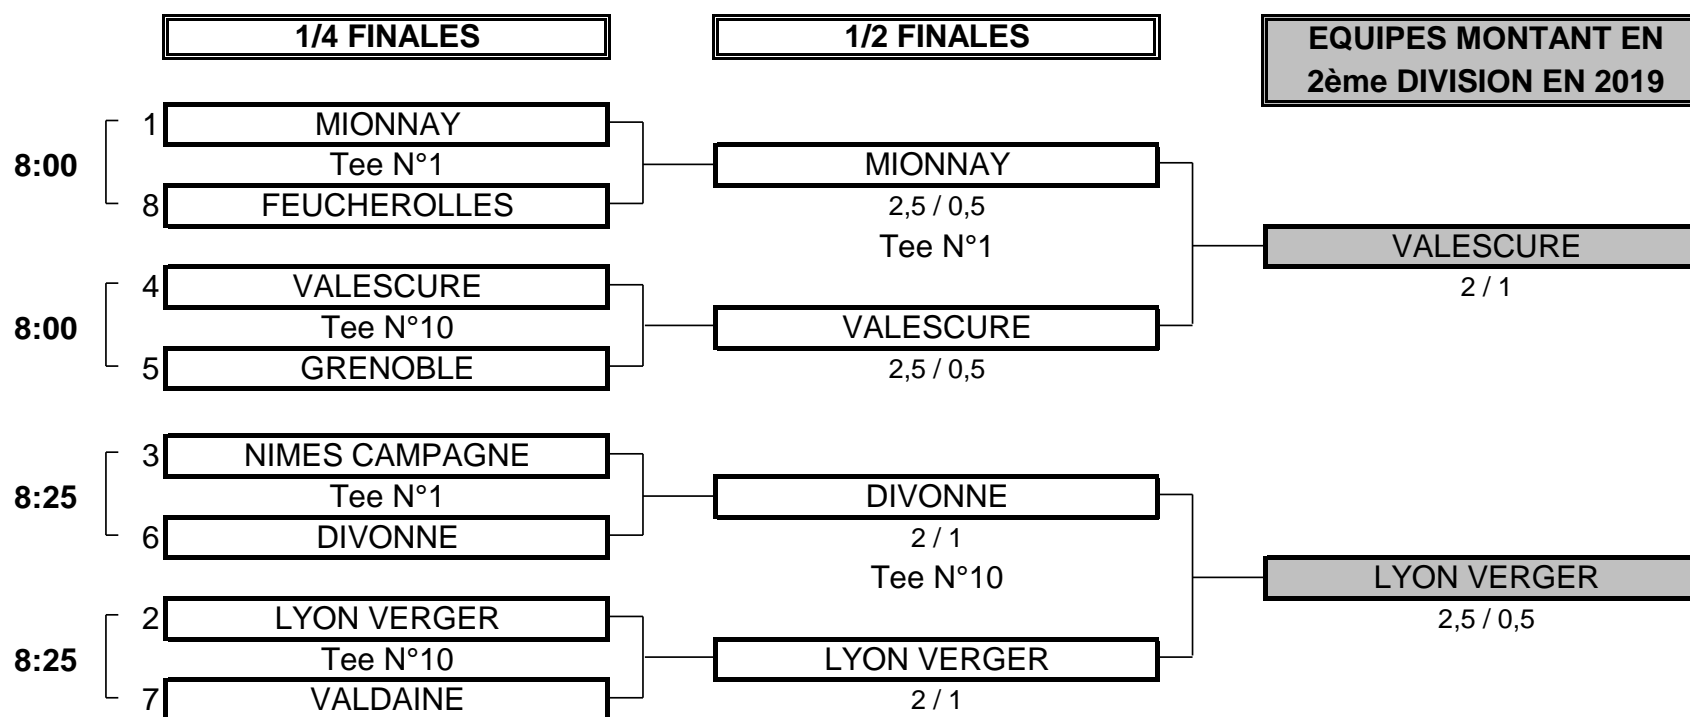 1/4 FINALES
1/2 FINALES
EQUIPES MONTANT EN
2ème DIVISION EN 2019
8:00
1 MIONNAY
Tee N°1
8 FEUCHEROLLES
MIONNAY
2,5 / 0,5
Tee N°1
VALESCURE
2 / 1
8:00
4 VALESCURE
Tee N°10
5 GRENOBLE
VALESCURE
2,5 / 0,5
8:25
3 NIMES CAMPAGNE
Tee N°1
6 DIVONNE
DIVONNE
2 / 1
Tee N°10
LYON VERGER
2,5 / 0,5
8:25
2 LYON VERGER
Tee N°10
7 VALDAINE
LYON VERGER
2 / 1